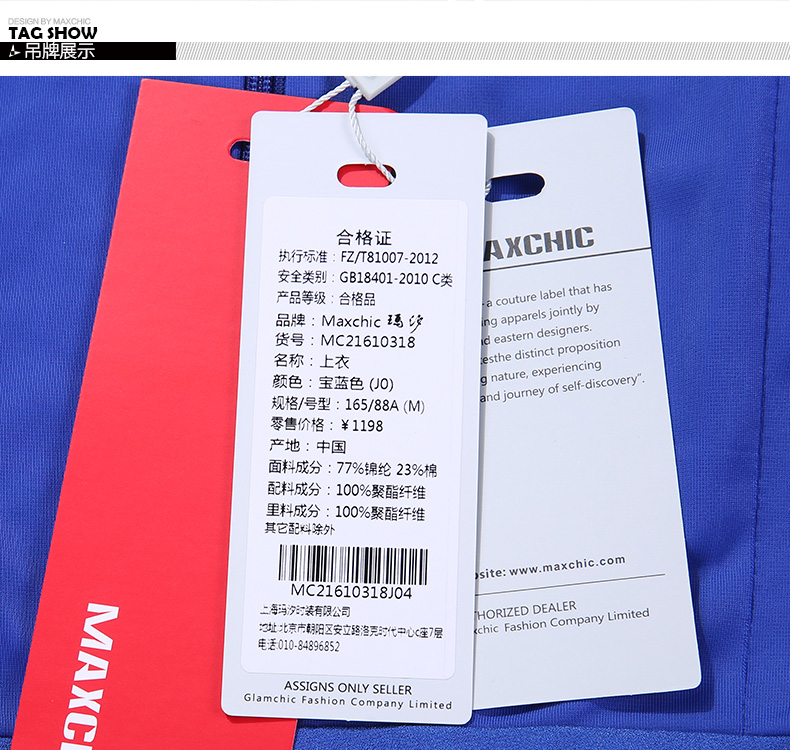 DESIGN BY MAXCHIC
TAG SHOW
吊牌展示
合格证
执行标准：FZ/T81007-2012
安全类别：GB18401-2010 C类
产品等级：合格品
品牌：Maxchic 瑪汐
货号：MC21610318
名称：上衣
颜色：宝蓝色 (J0)
规格/号型：165/88A (M)
零售价格：¥1198
产地：中国
面料成分：77%锦纶 23%棉
配料成分：100%聚酯纤维
里料成分：100%聚酯纤维
其它配料除外
MC21610318J04
上海玛汐时装有限公司
地址:北京市朝阳区安立路洛克时代中心c座7层
电话:010-84896852
ASSIGNS ONLY SELLER
Glamchic Fashion Company Limited
AXCHIC
-a couture label that has
ng apparels jointly by
d eastern designers.
esthe distinct proposition
g nature, experiencing
and journey of self-discovery".
site: www.maxchic.com
THORIZED DEALER
xchic Fashion Company Limited
MAXCHI